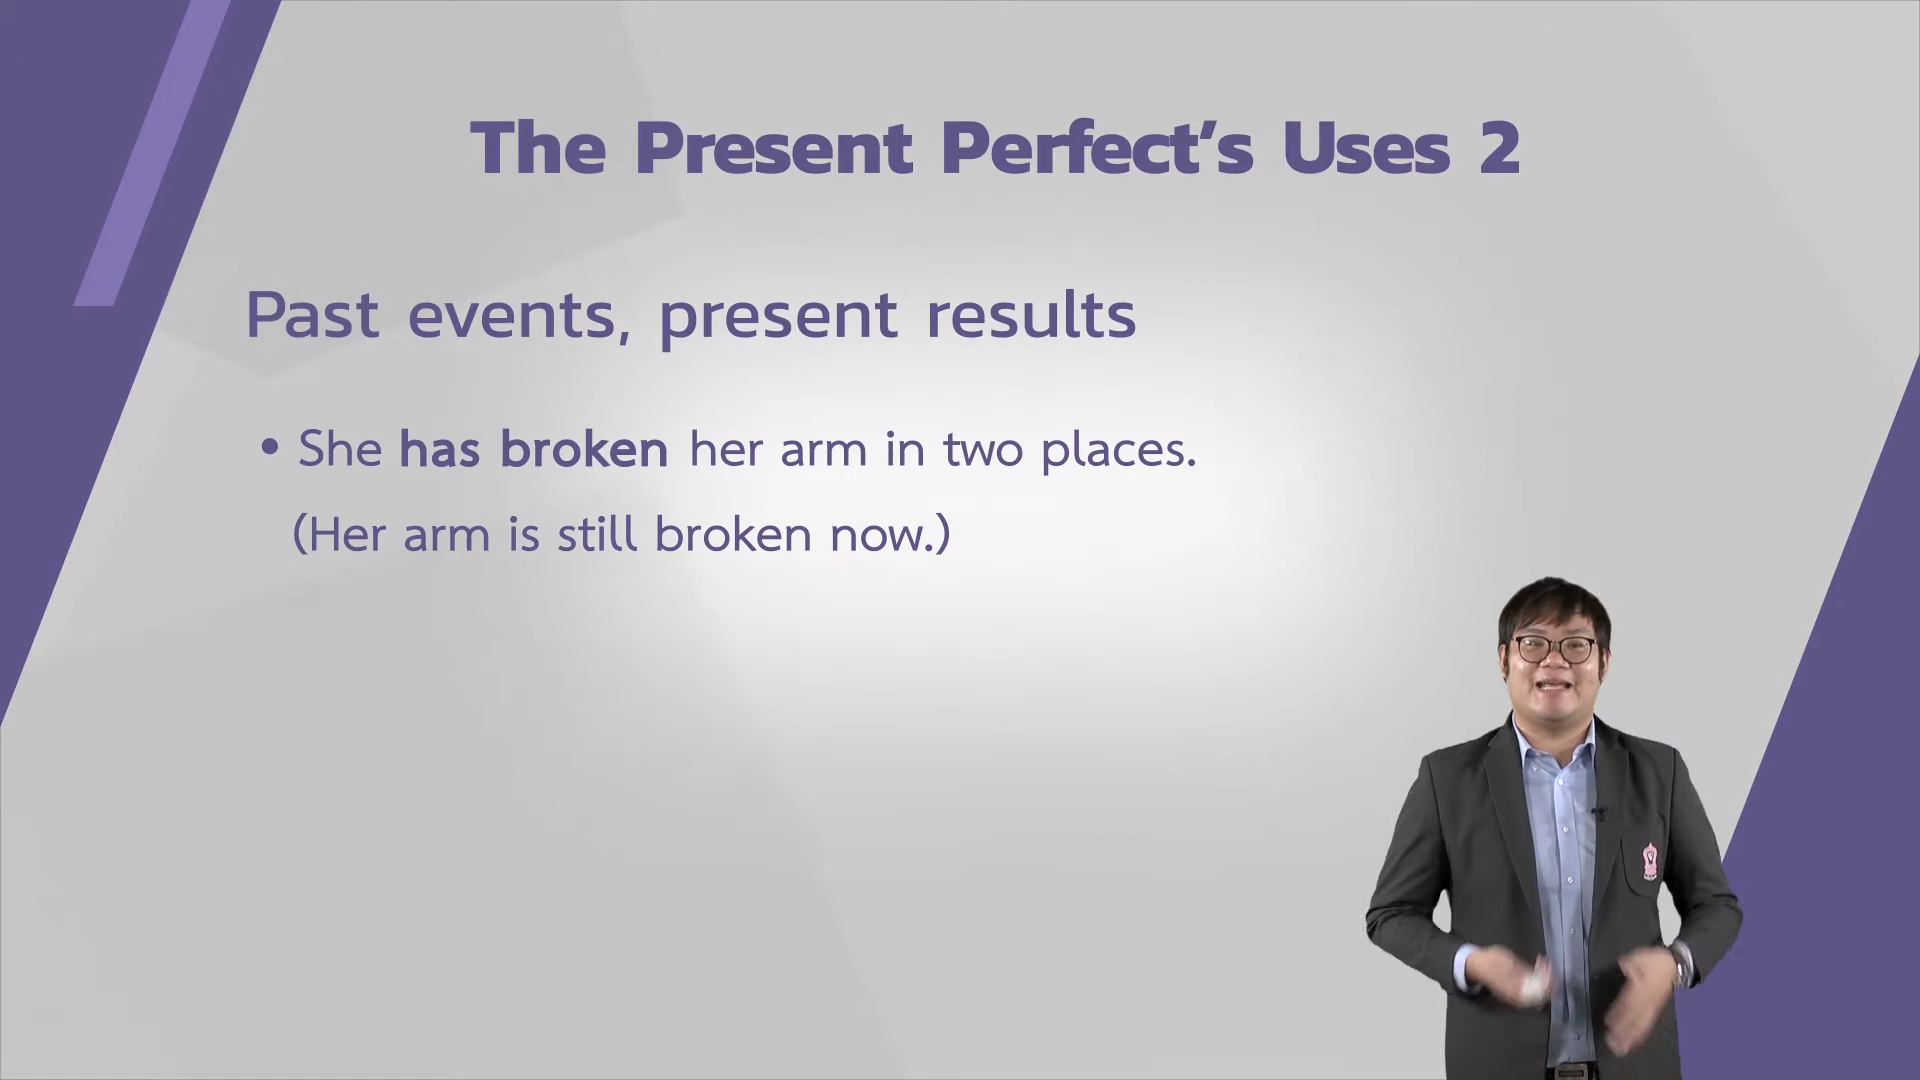 The Present Perfect’s Uses 2
Past events, present results
• She has broken her arm in two places.
(Her arm is still broken now.)